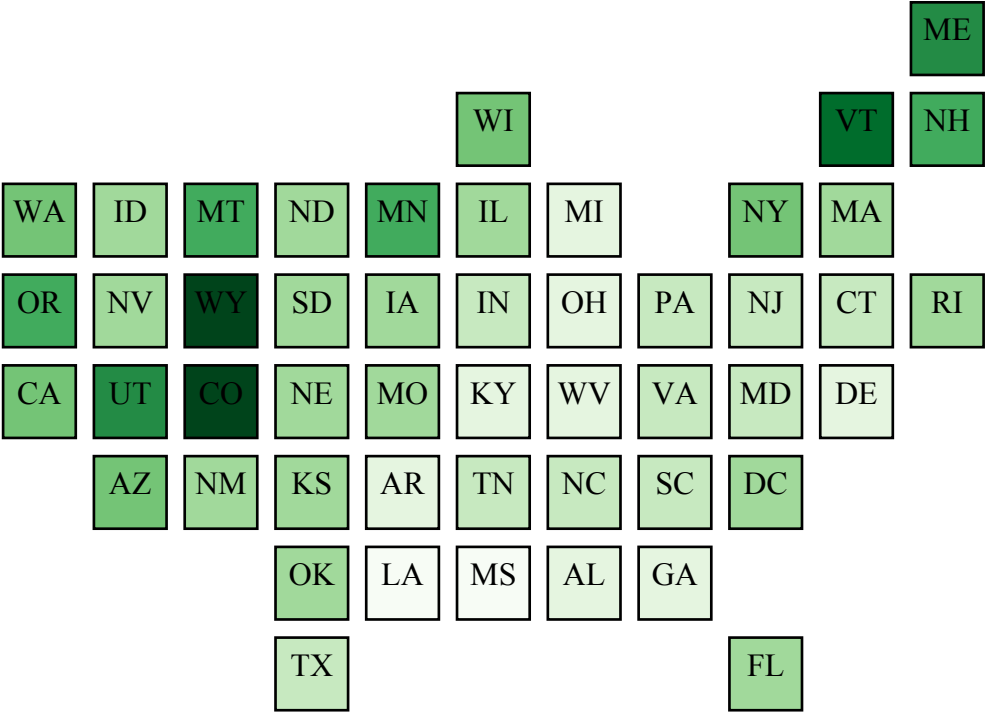 ME
WI VT NH
WA ID MT ND MN IL MI NY MA
OR NV WY SD IA IN OH PA NJ CT RI
CA UT CO NE MO KY WV VA MD DE
AZ NM KS AR TN NC SC DC
OK LA MS AL GA
TX FL